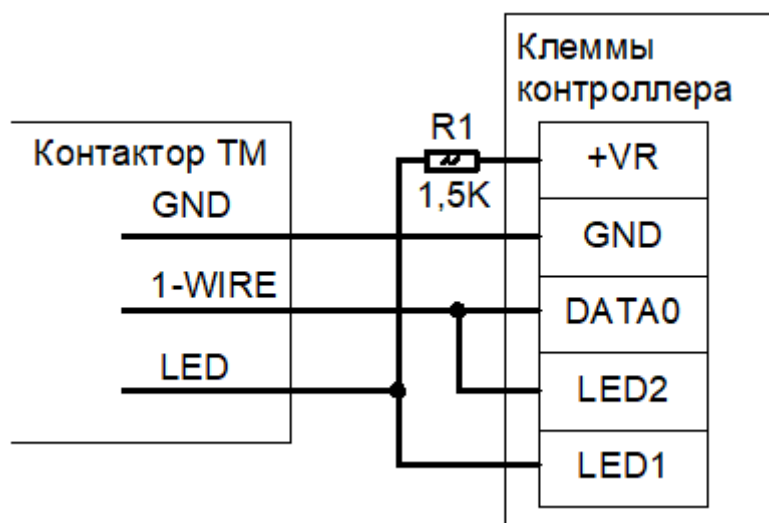 Клеммы
контроллера
R1
1,5K
Контактор ТМ
GND
1-WIRE
LED
+VR
GND
DATA0
LED2
LED1